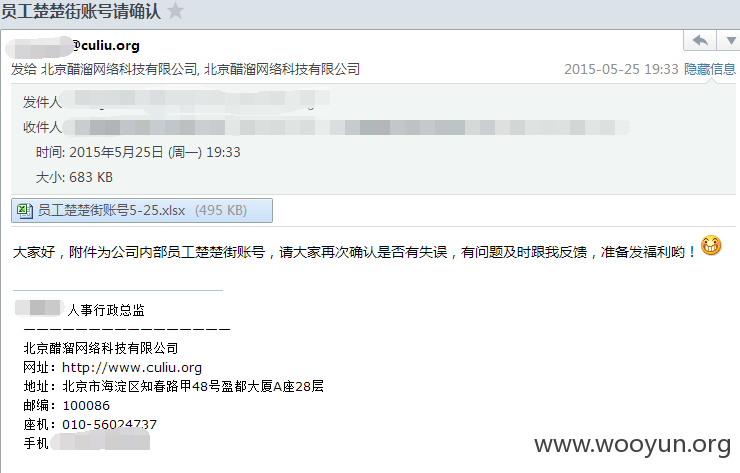 员工楚楚街账号请确认
@culiu.org
发给 北京醋溜网络科技有限公司, 北京醋溜网络科技有限公司
2015-05-25 19:33 隐藏信息
发件人
收件人
时间: 2015年5月25日 (周一) 19:33
大小: 683 KB
员工楚楚街账号5-25.xlsx (495 KB)
大家好，附件为公司内部员工楚楚街账号，请大家再次确认是否有失误，有问题及时跟我反馈，准备发福利哟！
人事行政总监
————————————————
北京醋溜网络科技有限公司
网址：http://www.culiu.org
地址：北京市海淀区知春路甲48号盈都大厦A座28层
邮编：100086
座机：010-56024737
手机
www.wooyun.org